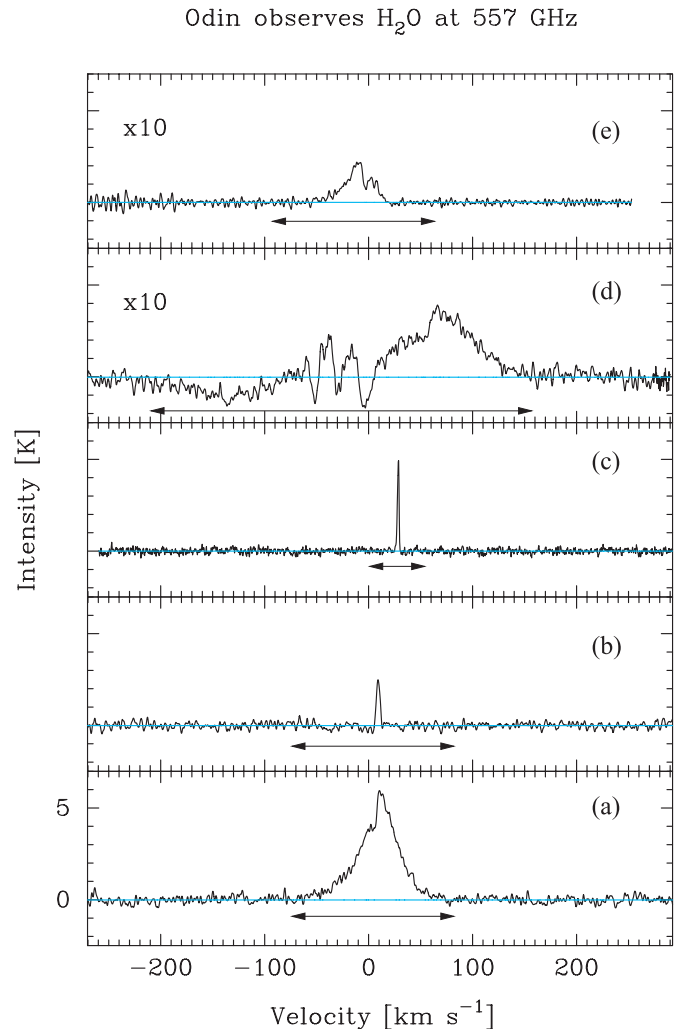 Odin observes H₂O at 557 GHz
x10
(e)
x10
(d)
(c)
(b)
5
(a)
0
−200
−100
0
100
200
Intensity [K]
Velocity [km s⁻¹]